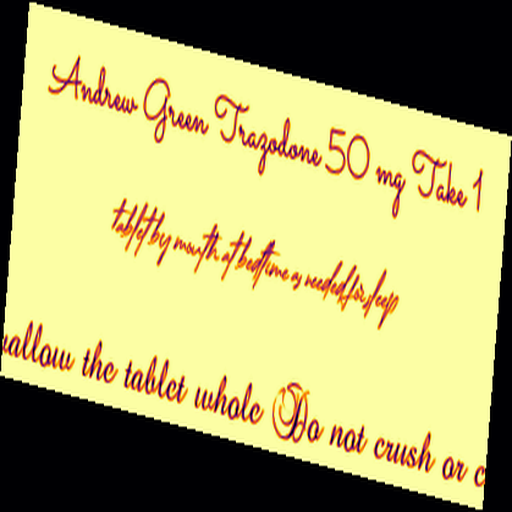 Andrew Green Trazodone 50 mg Take 1
tablet by mouth at bedtime as needed for sleep
allow the tablet whole Do not crush or